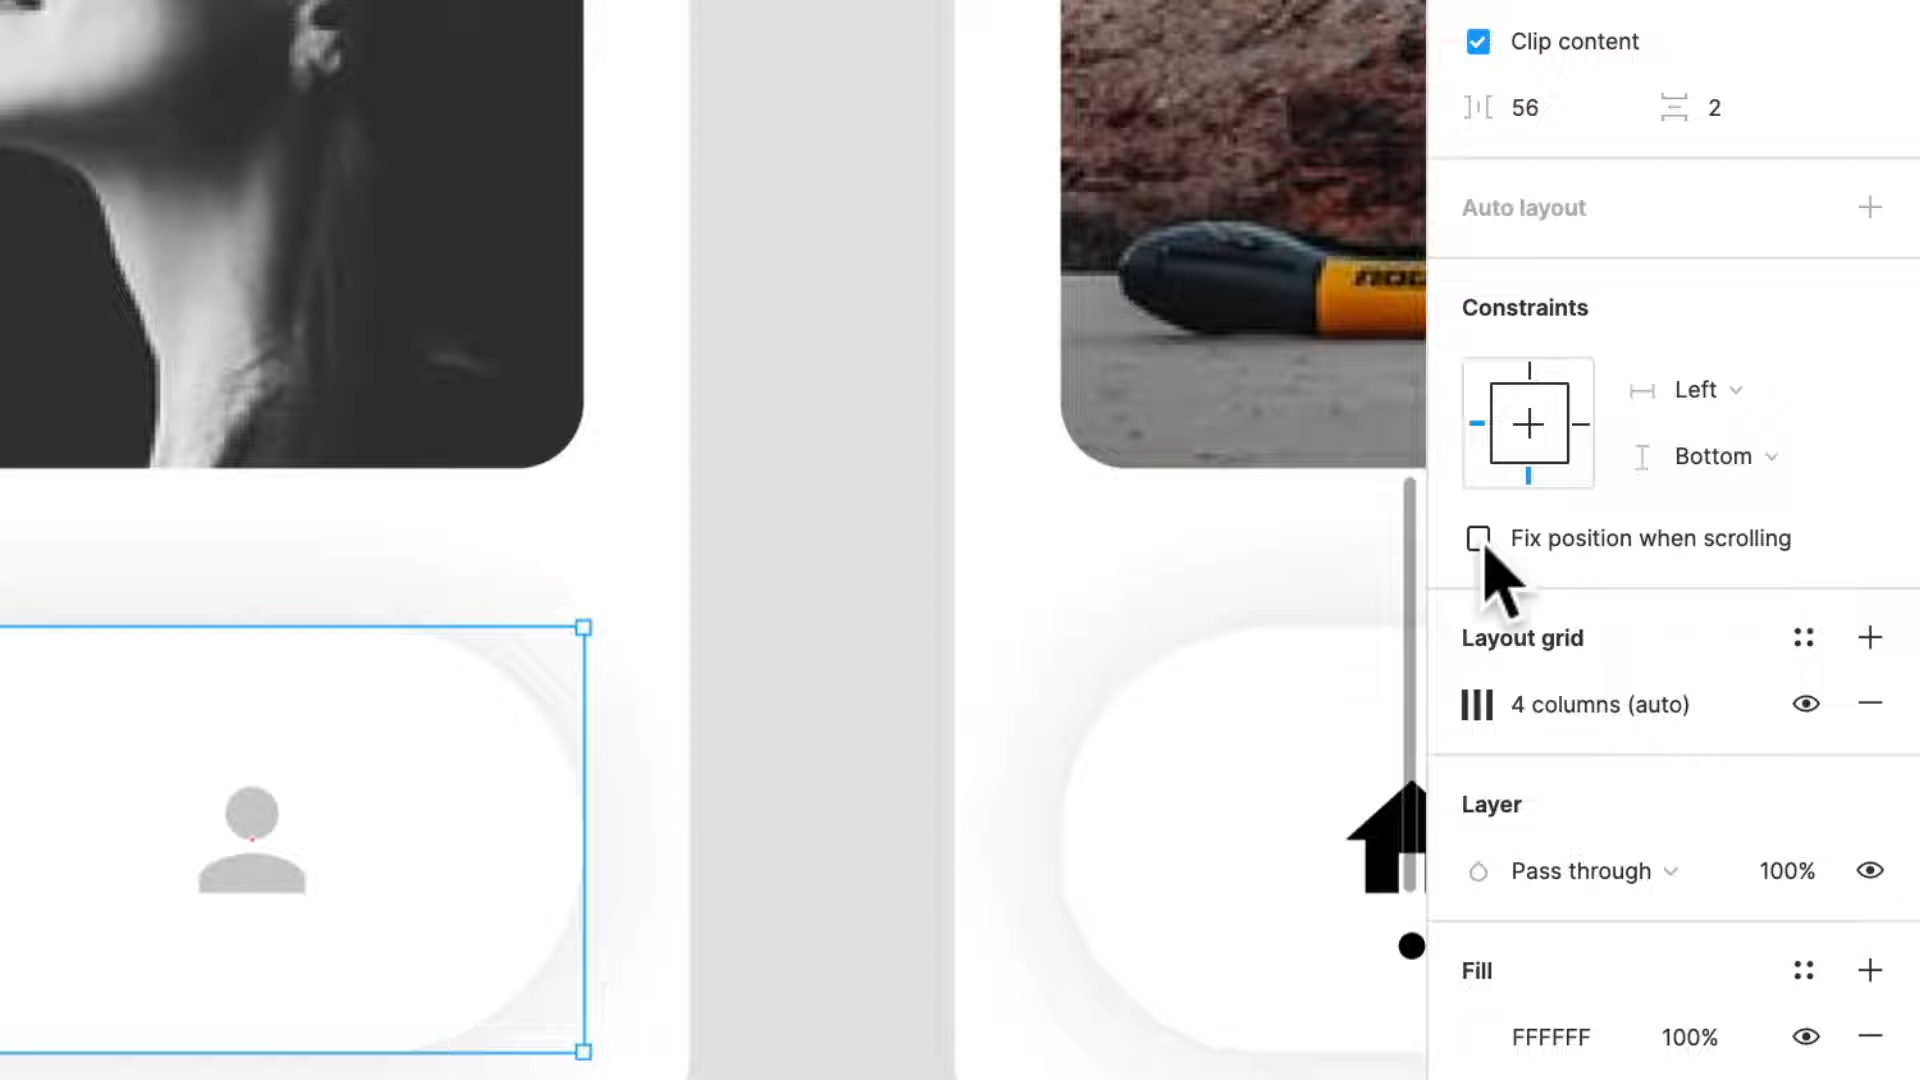 Clip content
56 2
Auto layout
Constraints
Left
Bottom
Fix position when scrolling
Layout grid
4 columns (auto)
Layer
Pass through 100%
Fill
FFFFFF 100%